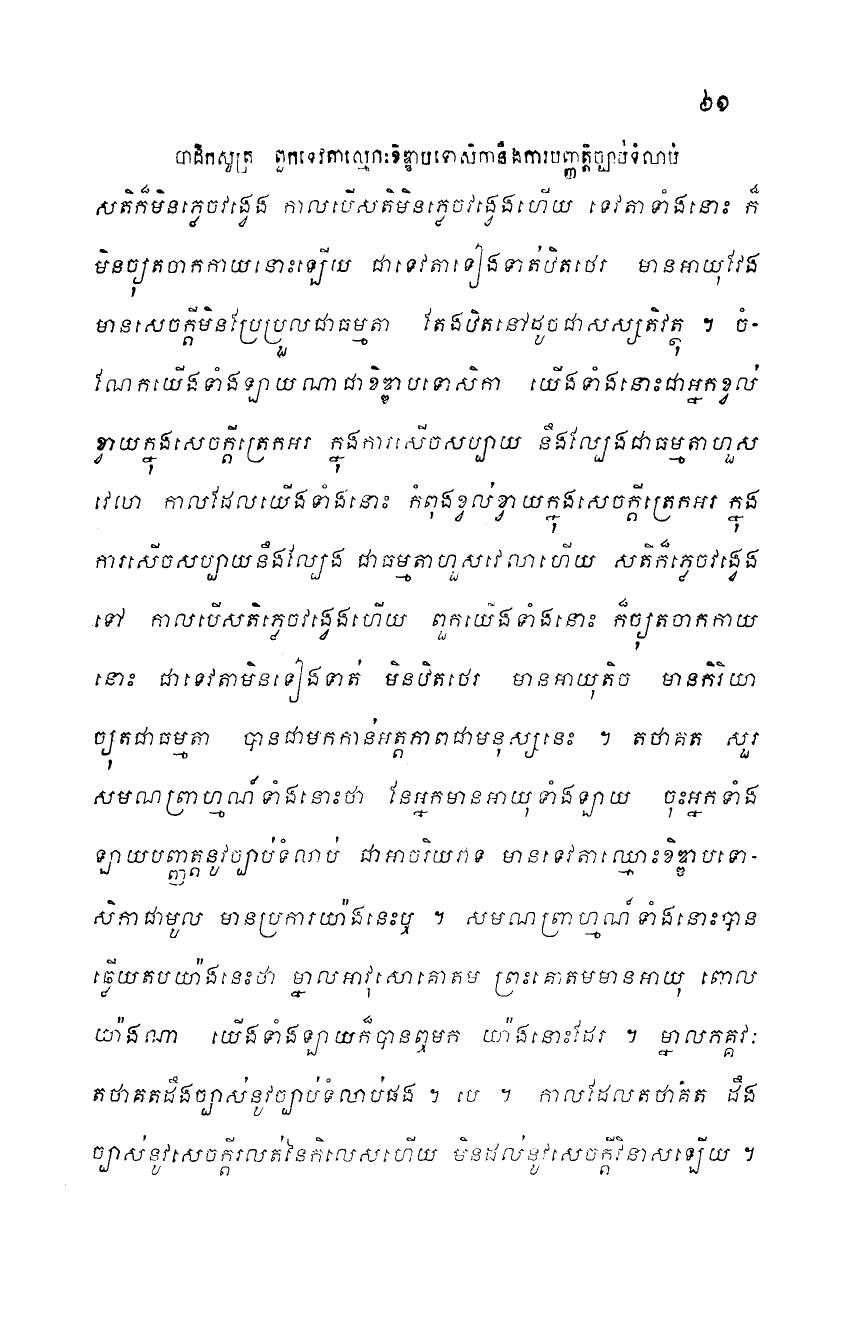 ៦១
បាដិកសូត្រ ពួកទេវតាឈ្មោះខិឌ្ឌាបទោសិកានឹងការបញ្ញត្តិច្បាប់ទំលាប់
សតិក៏មិនភ្លេចវង្វេង កាលបើសតិមិនភ្លេចវង្វេងហើយ ទេវតាទាំងនោះ ក៏
មិនច្យុតចាកកាយនោះឡើយ ជាទេវតាទៀងទាត់ឋិតថេរ មានអាយុវែង
មានសេចក្តីមិនប្រែប្រួលជាធម្មតា តែងឋិតនៅដូចជាសស្សតិវត្ថុ ។ ចំ-
ណែកយើងទាំងឡាយណាជាខិឌ្ឌាបទោសិកា យើងទាំងនោះជាអ្នកខ្វល់
ខ្វាយក្នុងសេចក្តីត្រេកអរ ក្នុងការសើចសប្បាយ នឹងល្បែងជាធម្មតាហួស
វេលា កាលដែលយើងទាំងនោះ កំពុងខ្វល់ខ្វាយក្នុងសេចក្តីត្រេកអរ ក្នុង
ការសើចសប្បាយនឹងល្បែង ជាធម្មតាហួសវេលាហើយ សតិក៏ភ្លេចវង្វេង
ទៅ កាលបើសតិភ្លេចវង្វេងហើយ ពួកយើងទាំងនោះ ក៏ច្យុតចាកកាយ
នោះ ជាទេវតាមិនទៀងទាត់ មិនឋិតថេរ មានអាយុតិច មានកិរិយា
ច្យុតជាធម្មតា បានជាមកកាន់អត្តភាពជាមនុស្សនេះ ។ តថាគត សួរ
សមណព្រាហ្មណ៍ទាំងនោះថា នែអ្នកមានអាយុទាំងឡាយ ចុះអ្នកទាំង
ឡាយបញ្ញត្តនូវច្បាប់ទំលាប់ ជាអាចរិយវាទ មានទេវតាឈ្មោះខិឌ្ឌាបទោ-
សិកាជាមូល មានប្រការយ៉ាងនេះឬ ។ សមណព្រាហ្មណ៍ទាំងនោះបាន
ឆ្លើយតបយ៉ាងនេះថា ម្នាលអាវុសោគោតម ព្រះគោតមមានអាយុ ពោល
យ៉ាងណា យើងទាំងឡាយក៏បានឮមក យ៉ាងនោះដែរ ។ ម្នាលភគ្គវៈ
តថាគតដឹងច្បាស់នូវច្បាប់ទំលាប់ផង ។ បេ ។ កាលដែលតថាគត ដឹង
ច្បាស់នូវសេចក្តីរលត់នៃកិលេសហើយ មិនដល់នូវសេចក្តីវិនាសឡើយ ។